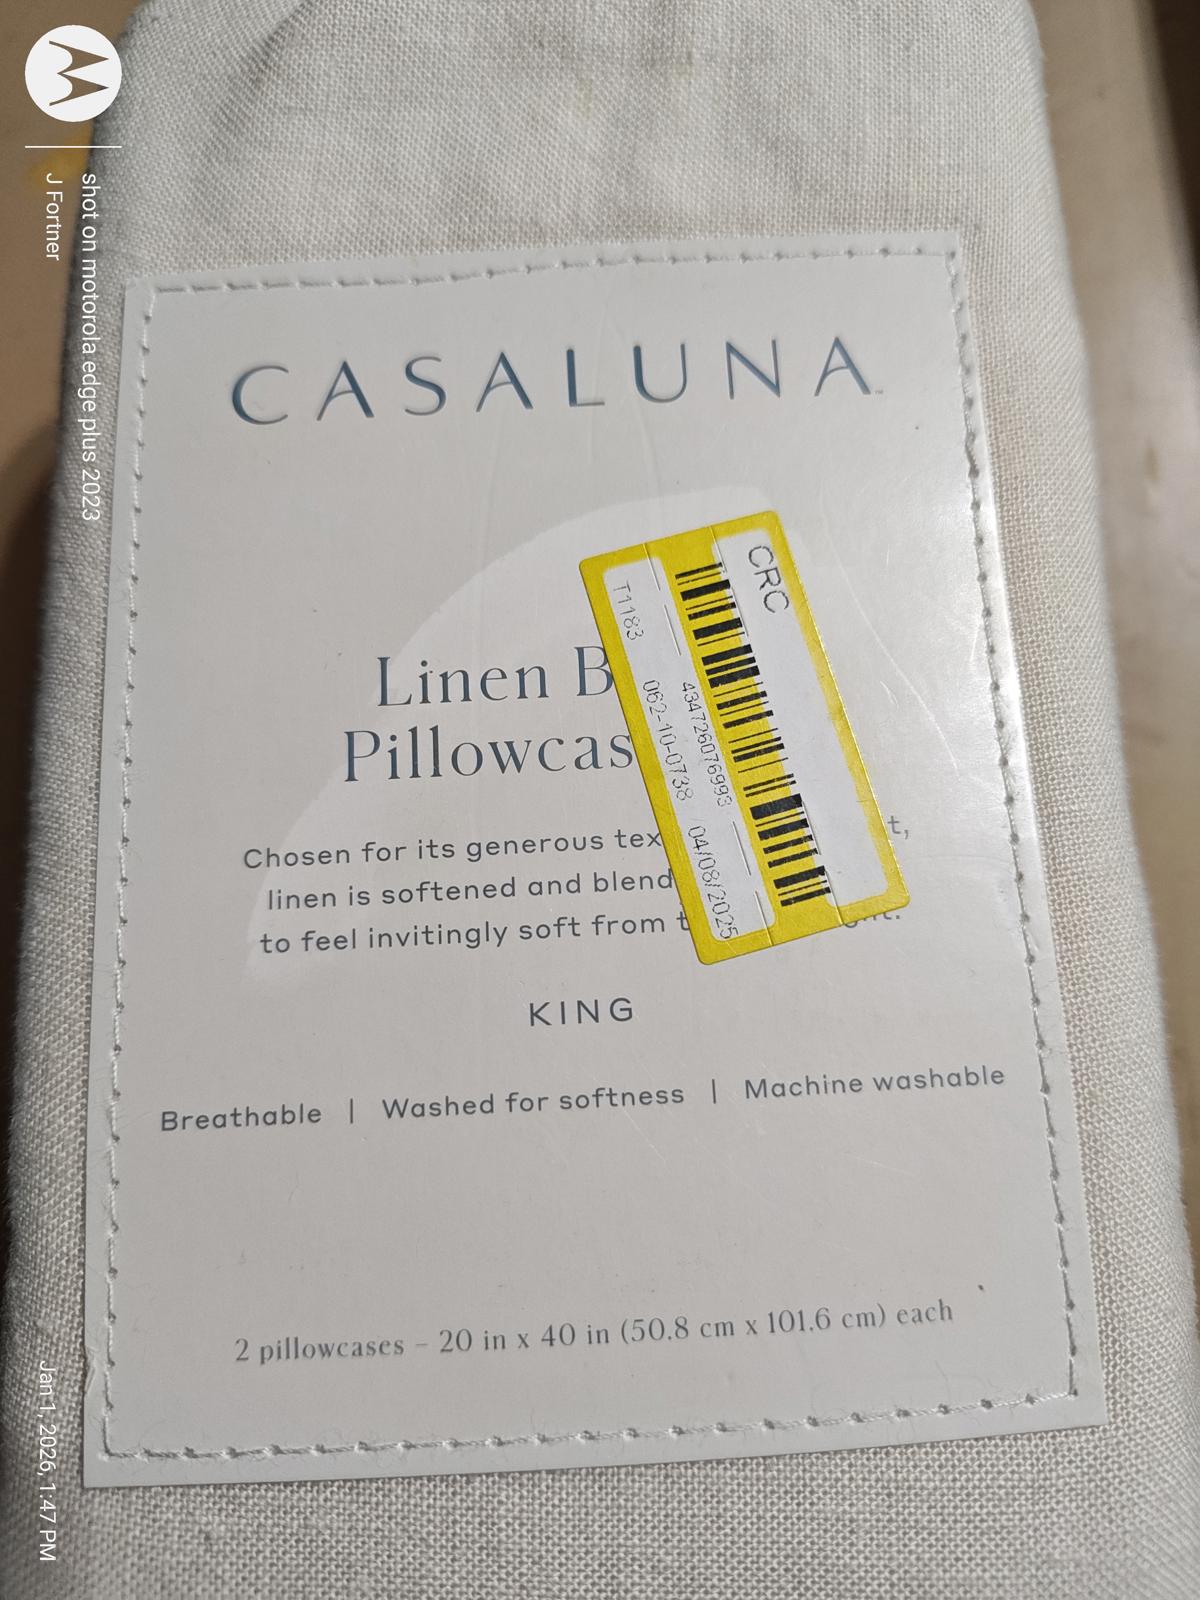 CASALUNA™
Linen
Pillowcas
Chosen for its generous tex t,
linen is softened and blend
to feel invitingly soft from
KING
Breathable | Washed for softness | Machine washable
2 pillowcases – 20 in x 40 in (50.8 cm x 101.6 cm) each
CRC
434726076993
T1183 062-10-0738 04/08/2025
shot on motorola edge plus 2023
J Fortner
Jan 1, 2026, 1:47 PM